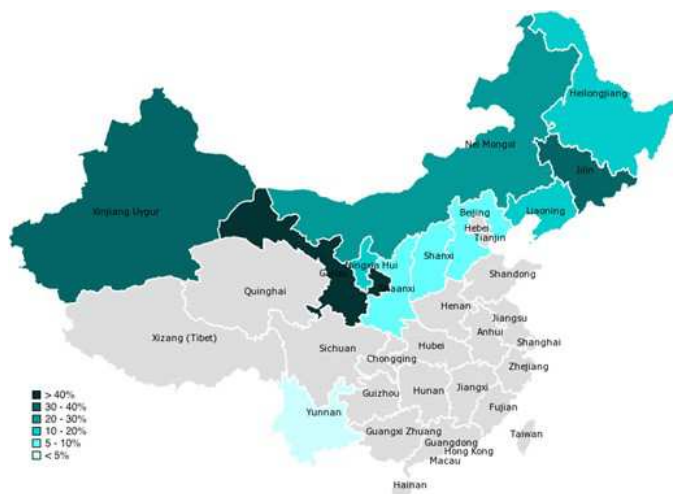 Heilongjiang
Nei Mongol
Jilin
Xinjiang Uygur
Beijing
Liaoning
Hebei
Tianjin
Ningxia Hui
Shanxi
Shaanxi
Shandong
Quinghai
Henan
Jiangsu
Xizang (Tibet)
Anhui
Sichuan
Hubei
Shanghai
Chongqing
Zhejiang
Guizhou
Hunan
Jiangxi
Yunnan
Fujian
Guangxi Zhuang
Taiwan
Guangdong
Hong Kong
Macau
Hainan
> 40%
30 - 40%
20 - 30%
10 - 20%
5 - 10%
< 5%